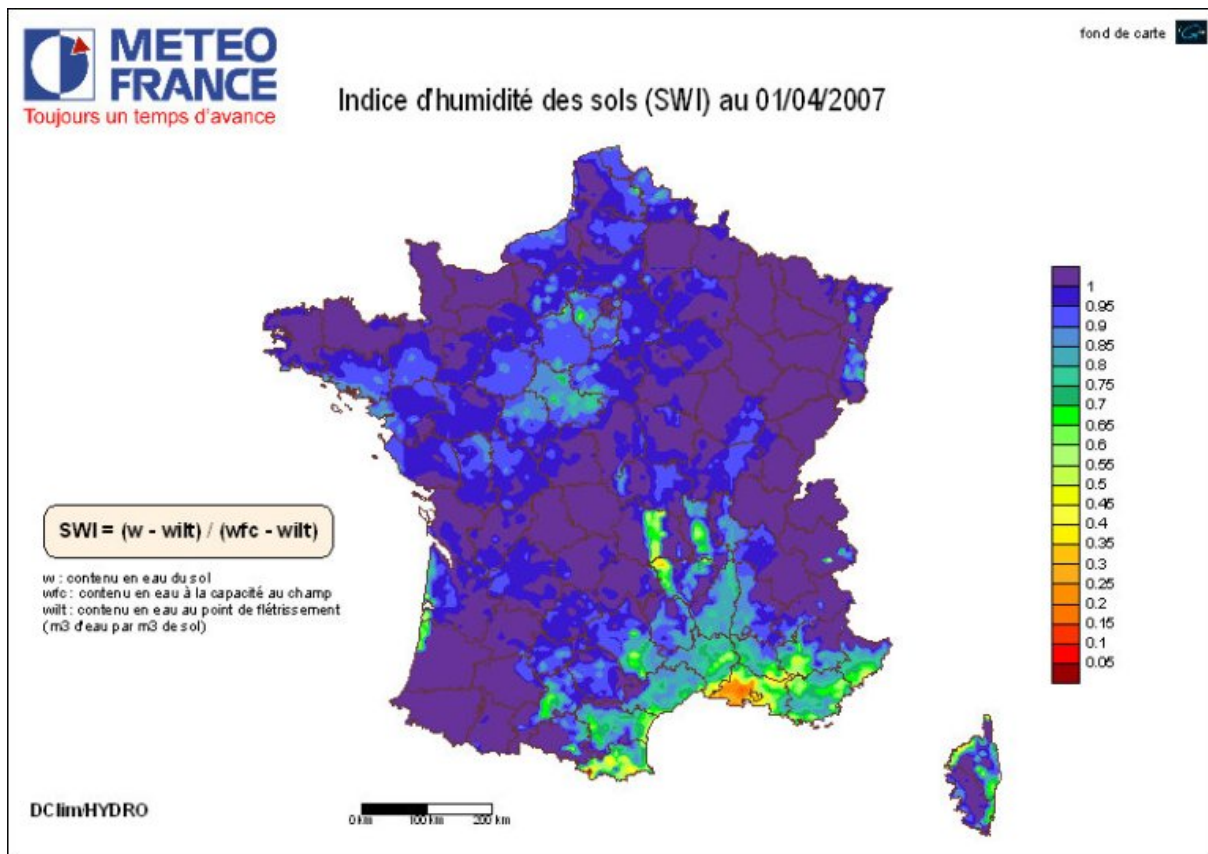 METEO
FRANCE
Toujours un temps d'avance
fond de carte
Indice d'humidité des sols (SWI) au 01/04/2007
1
0.95
0.9
0.85
0.8
0.75
0.7
0.65
0.6
0.55
0.5
0.45
0.4
0.35
0.3
0.25
0.2
0.15
0.1
0.05
SWI = (w - wilt) / (wfc - wilt)
w : contenu en eau du sol
wfc : contenu en eau à la capacité au champ
wilt : contenu en eau au point de flétrissement
(m3 d'eau par m3 de sol)
DClim/HYDRO
0 km 100 km 200 km